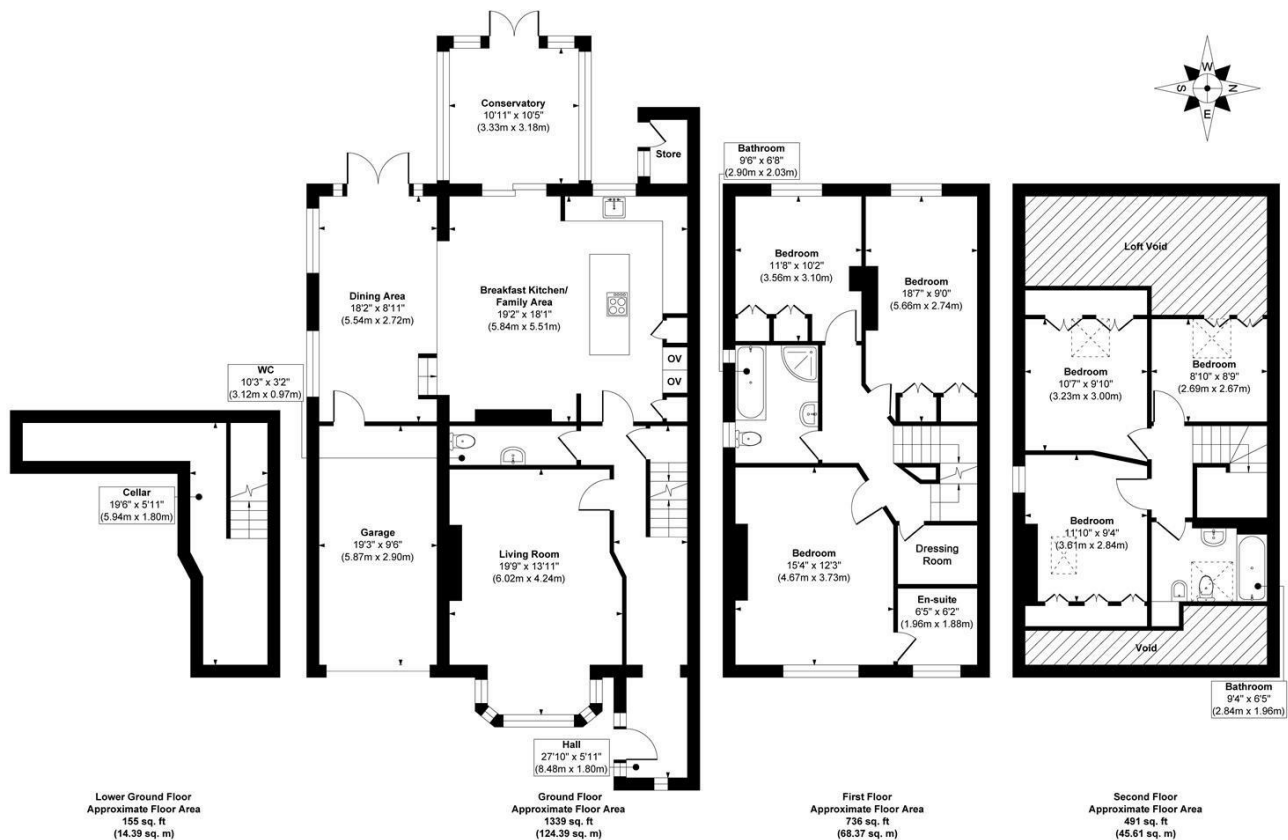 Conservatory
10'11" x 10'5"
(3.33m x 3.18m)
Store
Dining Area
18'2" x 8'11"
(5.54m x 2.72m)
Breakfast Kitchen/
Family Area
19'2" x 18'1"
(5.84m x 5.51m)
OV
OV
WC
10'3" x 3'2"
(3.12m x 0.97m)
Cellar
19'6" x 5'11"
(5.94m x 1.80m)
Garage
19'3" x 9'6"
(5.87m x 2.90m)
Living Room
19'9" x 13'11"
(6.02m x 4.24m)
Hall
27'10" x 5'11"
(8.48m x 1.80m)
Bathroom
9'6" x 6'8"
(2.90m x 2.03m)
Bedroom
11'8" x 10'2"
(3.56m x 3.10m)
Bedroom
18'7" x 9'0"
(5.66m x 2.74m)
Bedroom
15'4" x 12'3"
(4.67m x 3.73m)
Dressing
Room
En-suite
6'5" x 6'2"
(1.96m x 1.88m)
W
S
N
E
Loft Void
Bedroom
10'7" x 9'10"
(3.23m x 3.00m)
Bedroom
8'10" x 8'9"
(2.69m x 2.67m)
Bedroom
11'10" x 9'4"
(3.61m x 2.84m)
Void
Bathroom
9'4" x 6'5"
(2.84m x 1.96m)
Lower Ground Floor
Approximate Floor Area
155 sq. ft
(14.39 sq. m)
Ground Floor
Approximate Floor Area
1339 sq. ft
(124.39 sq. m)
First Floor
Approximate Floor Area
736 sq. ft
(68.37 sq. m)
Second Floor
Approximate Floor Area
491 sq. ft
(45.61 sq. m)